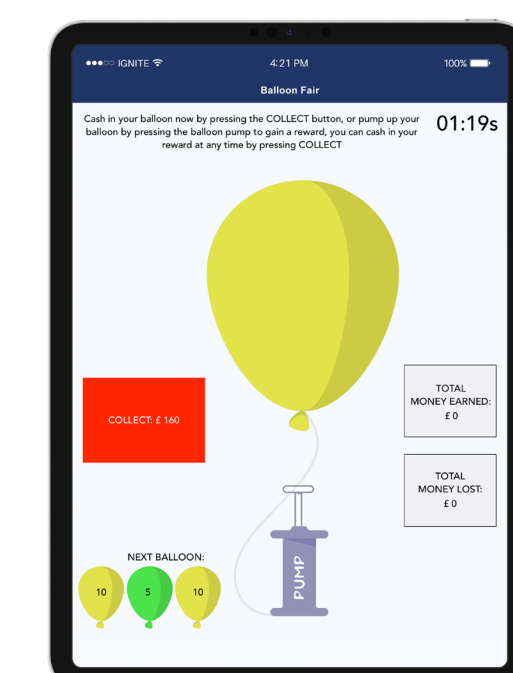 IGNITE
4:21 PM
100%
Balloon Fair
Cash in your balloon now by pressing the COLLECT button, or pump up your
balloon by pressing the balloon pump to gain a reward, you can cash in your
reward at any time by pressing COLLECT
01:19s
COLLECT: £ 160
TOTAL
MONEY EARNED:
£ 0
TOTAL
MONEY LOST:
£ 0
PUMP
NEXT BALLOON:
10
5
10